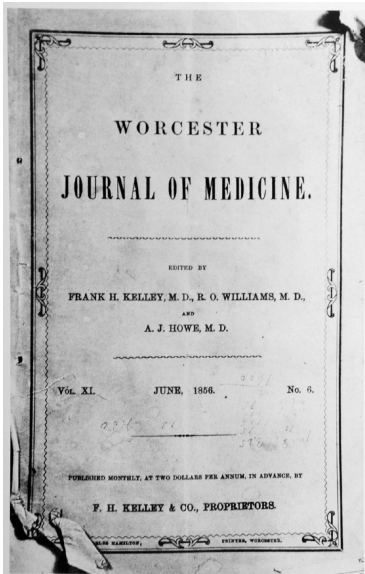 THE
WORCESTER
JOURNAL OF MEDICINE.
EDITED BY
FRANK H. KELLEY, M. D., R. O. WILLIAMS, M. D.,
AND
A. J. HOWE, M. D.
VOL. XI. JUNE, 1856. No. 6.
PUBLISHED MONTHLY, AT TWO DOLLARS PER ANNUM, IN ADVANCE, BY
F. H. KELLEY & CO., PROPRIETORS.
HAMILTON, PRINTER, WORCESTER.